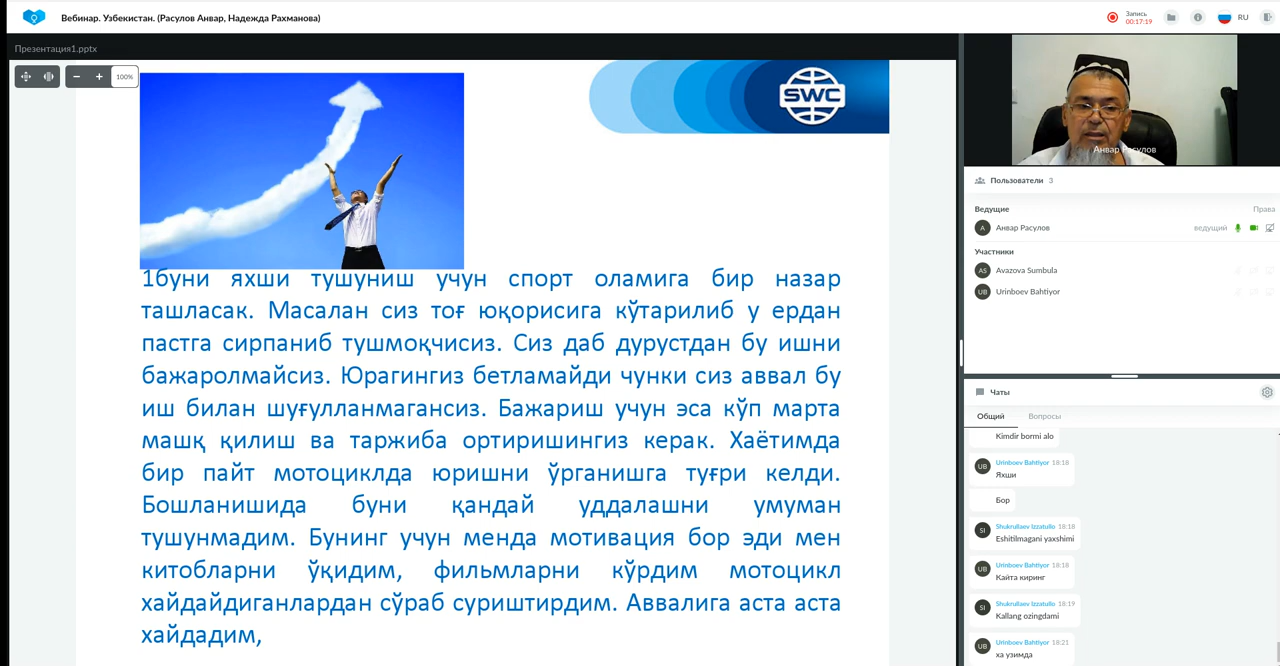 Вебинар. Узбекистан. (Расулов Анвар, Надежда Рахманова)
Запись
00:17:19
RU
Презентация1.pptx
100%
SWC
1буни яхши тушуниш учун спорт оламига бир назар
ташласак. Масалан сиз тоғ юқорисига кўтарилиб у ердан
пастга сирпаниб тушмоқчисиз. Сиз даб дурустдан бу ишни
бажаролмайсиз. Юрагингиз бетламайди чунки сиз аввал бу
иш билан шуғулланмагансиз. Бажариш учун эса кўп марта
машқ қилиш ва таржиба ортиришингиз керак. Хаётимда
бир пайт мотоциклда юришни ўрганишга туғри келди.
Бошланишида буни қандай уддалашни умуман
тушунмадим. Бунинг учун менда мотивация бор эди мен
китобларни ўқидим, фильмларни кўрдим мотоцикл
хайдайдиганлардан сўраб суриштирдим. Аввалига аста аста
хайдадим,
Анвар Расулов
Пользователи 3
Ведущие Права
А Анвар Расулов ведущий
Участники
AS Avazova Sumbula
UB Urinboev Bahtiyor
Чаты
Общий Вопросы
Kimdir bormi alo
UB Urinboev Bahtiyor 18:18
Яхши
Бор
SI Shukrullaev Izzatullo 18:18
Eshitilmagani yaxshimi
UB Urinboev Bahtiyor 18:18
Кайта киринг
SI Shukrullaev Izzatullo 18:19
Kallang ozingdami
UB Urinboev Bahtiyor 18:21
ха узимда